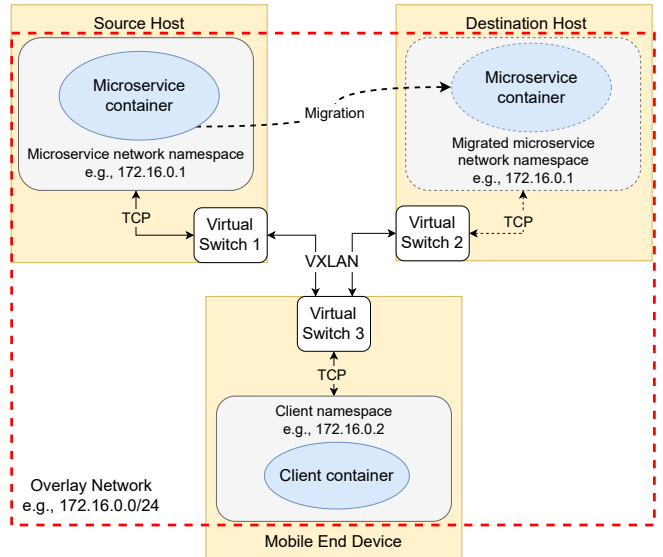 Source Host
Destination Host
Microservice
container
Microservice
container
Migration
Microservice network namespace
e.g., 172.16.0.1
Migrated microservice
network namespace
e.g., 172.16.0.1
TCP
TCP
Virtual
Switch 1
Virtual
Switch 2
VXLAN
Virtual
Switch 3
TCP
Client namespace
e.g., 172.16.0.2
Client container
Overlay Network
e.g., 172.16.0.0/24
Mobile End Device